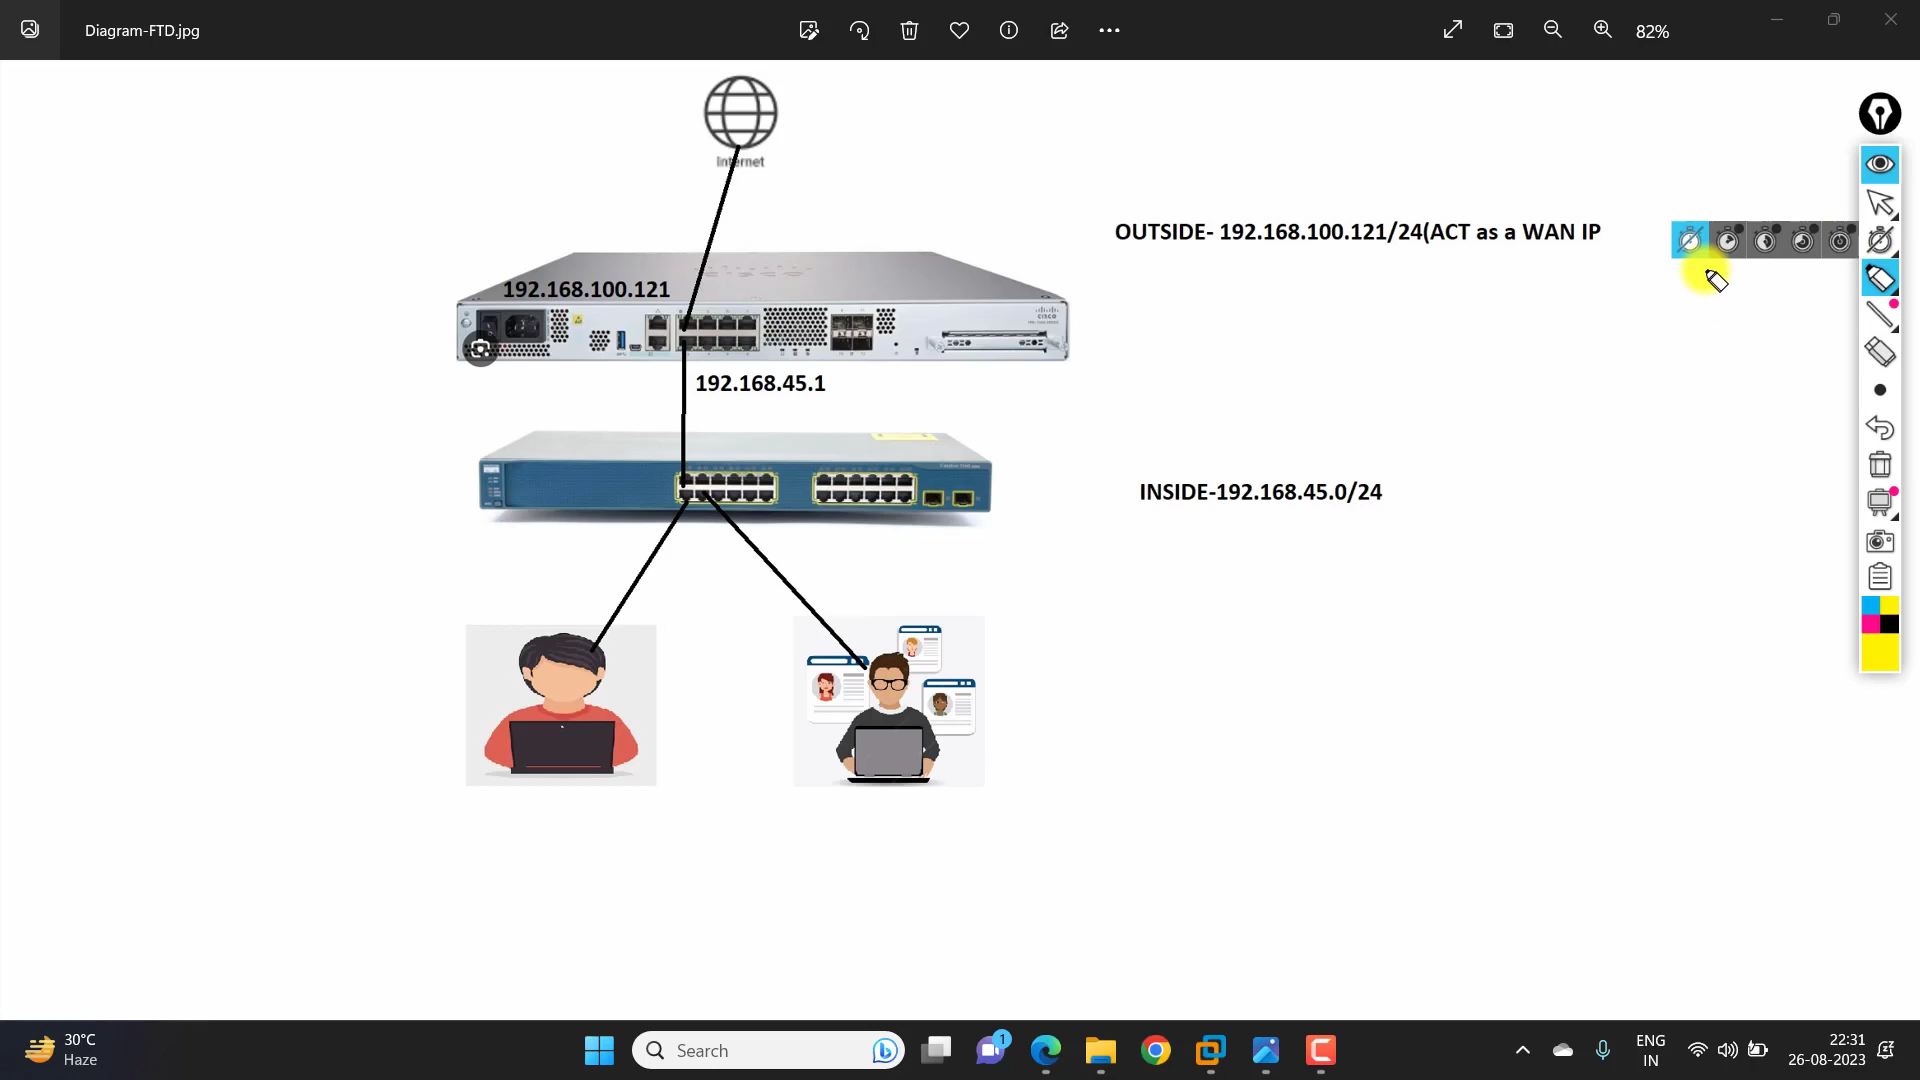 Diagram-FTD.jpg
82%
Internet
OUTSIDE- 192.168.100.121/24(ACT as a WAN IP
192.168.100.121
cisco
192.168.45.1
INSIDE-192.168.45.0/24
30°C
Haze
Search
1
ENG
IN
22:31
26-08-2023